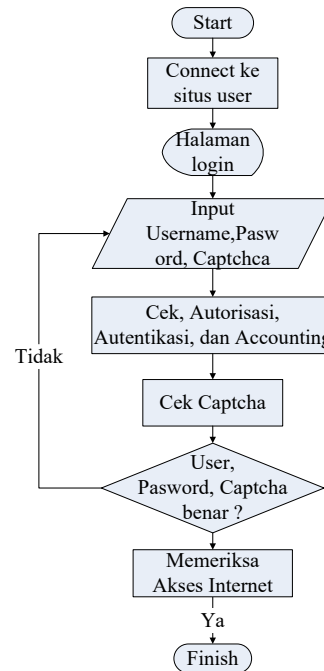 Start
Connect ke
situs user
Halaman
login
Input
Username,Pasw
ord, Captchca
Cek, Autorisasi,
Autentikasi, dan Accounting
Tidak
Cek Captcha
User,
Pasword, Captcha
benar ?
Memeriksa
Akses Internet
Ya
Finish